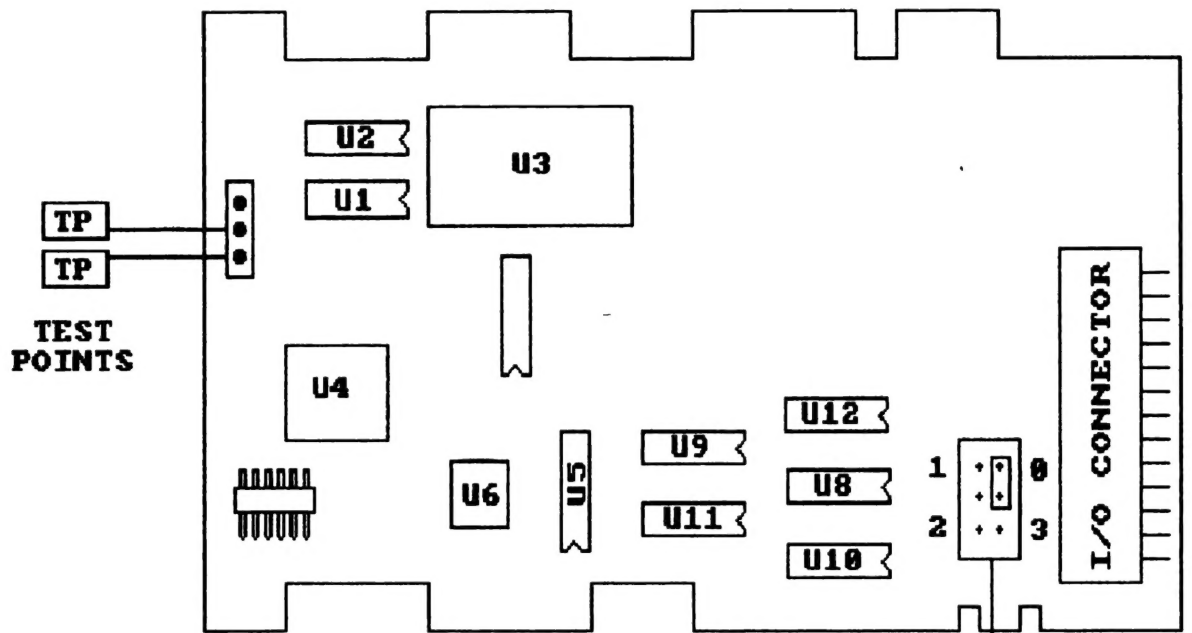 U2
U3
U1
TP
TP
TEST
POINTS
U4
U12
U9
U5
U6
U8
U11
U10
1 0
2 3
I/O CONNECTOR